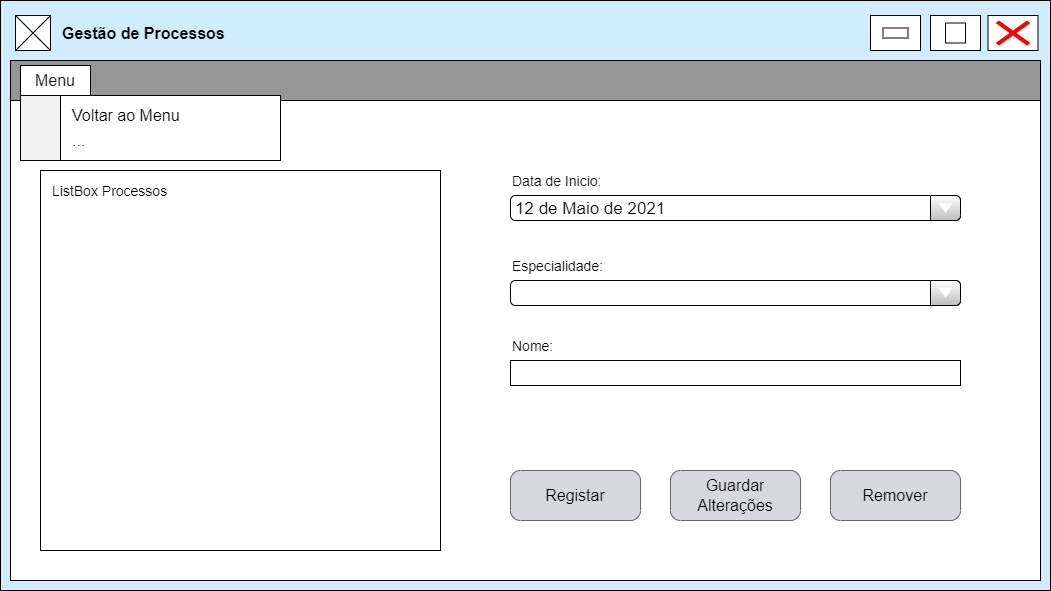 Gestão de Processos
Menu
Voltar ao Menu
...
ListBox Processos
Data de Inicio:
12 de Maio de 2021
Especialidade:
Nome:
Registar
Guardar
Alterações
Remover